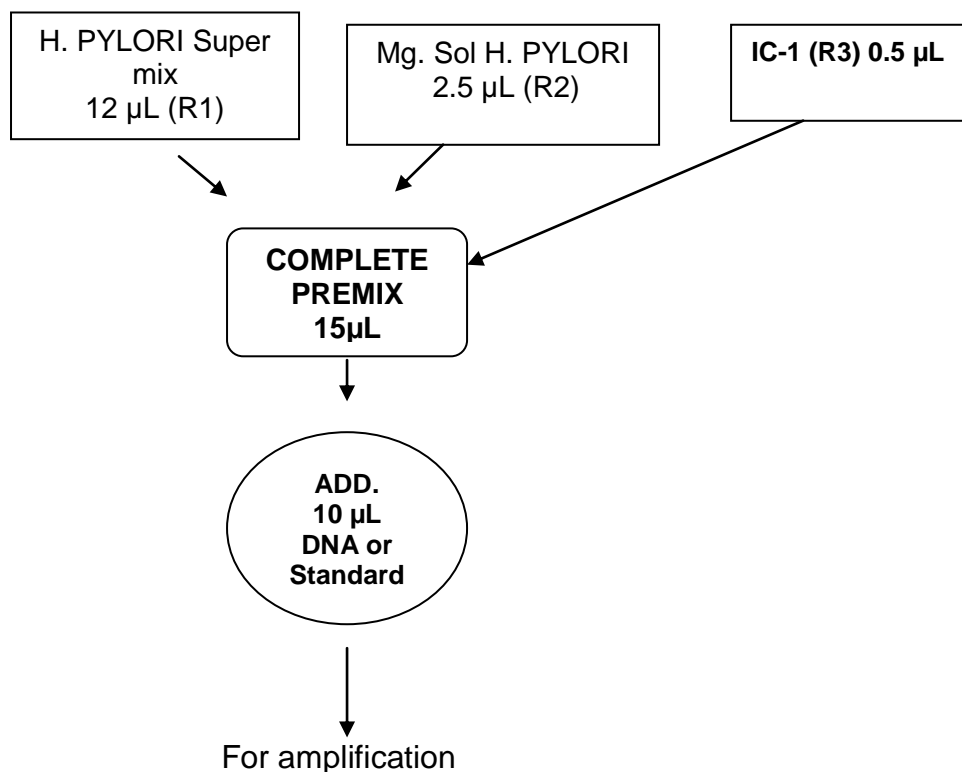 H. PYLORI Super
mix
12 µL (R1)
Mg. Sol H. PYLORI
2.5 µL (R2)
IC-1 (R3) 0.5 µL
COMPLETE
PREMIX
15µL
ADD.
10 µL
DNA or
Standard
For amplification